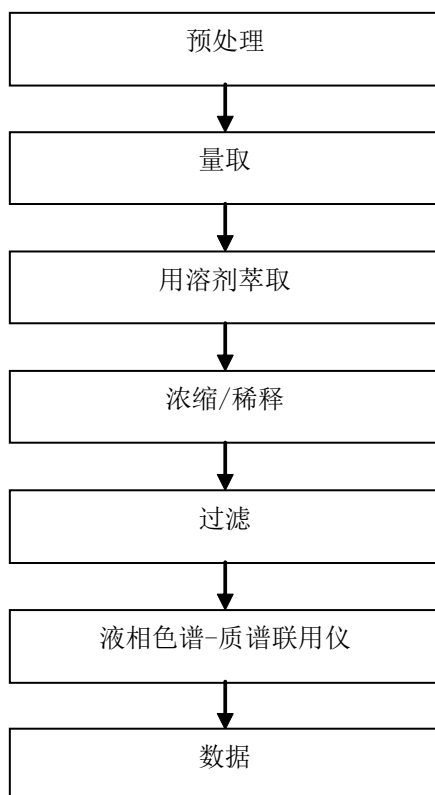 预处理
量取
用溶剂萃取
浓缩/稀释
过滤
液相色谱-质谱联用仪
数据